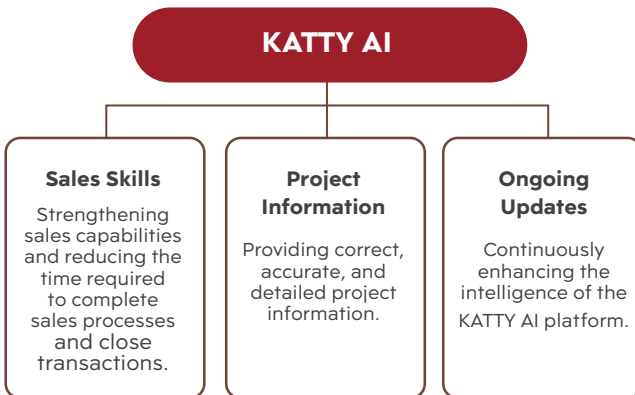 KATTY AI
Sales Skills
Strengthening
sales capabilities
and reducing the
time required
to complete
sales processes
and close
transactions.
Project
Information
Providing correct,
accurate, and
detailed project
information.
Ongoing
Updates
Continuously
enhancing the
intelligence of the
KATTY AI platform.